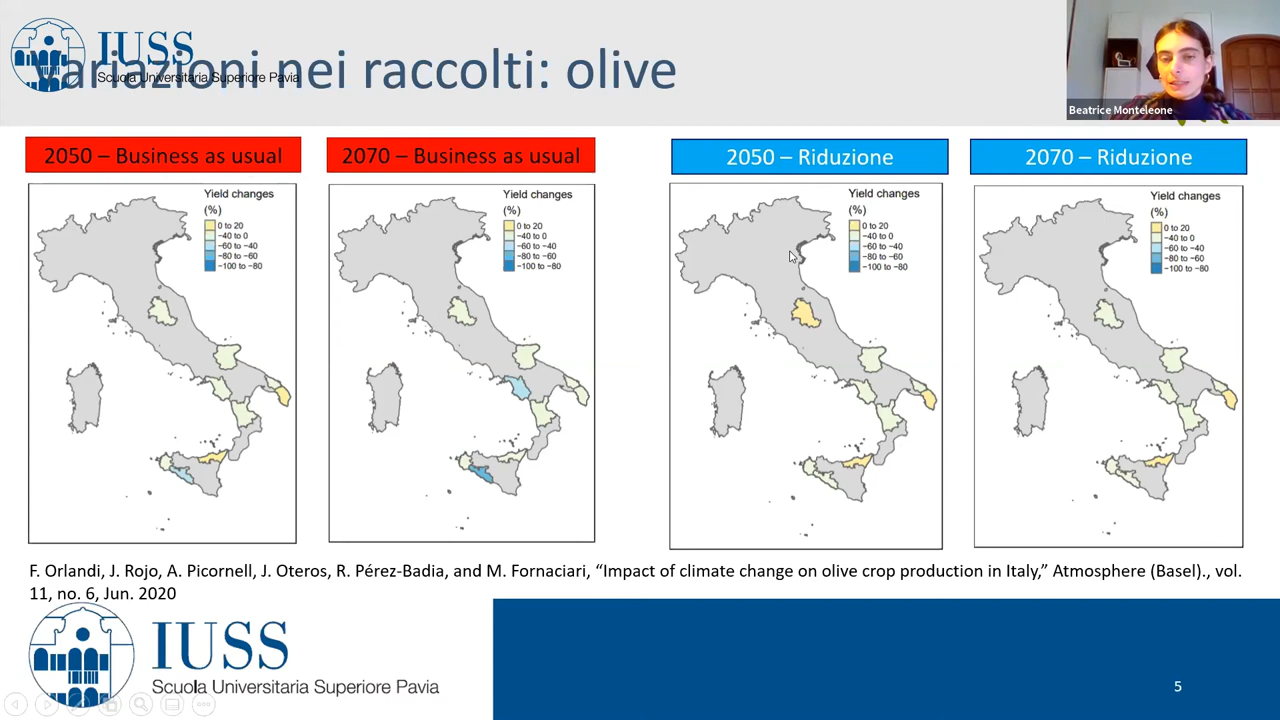 IUSS
Scuola Universitaria Superiore Pavia
Variazioni nei raccolti: olive
Beatrice Monteleone
2050 – Business as usual
2070 – Business as usual
2050 – Riduzione
2070 – Riduzione
Yield changes
(%)
0 to 20
−40 to 0
−60 to −40
−80 to −60
−100 to −80
Yield changes
(%)
0 to 20
−40 to 0
−60 to −40
−80 to −60
−100 to −80
Yield changes
(%)
0 to 20
−40 to 0
−60 to −40
−80 to −60
−100 to −80
Yield changes
(%)
0 to 20
−40 to 0
−60 to −40
−80 to −60
−100 to −80
F. Orlandi, J. Rojo, A. Picornell, J. Oteros, R. Pérez-Badia, and M. Fornaciari, “Impact of climate change on olive crop production in Italy,” Atmosphere (Basel)., vol.
11, no. 6, Jun. 2020
IUSS
Scuola Universitaria Superiore Pavia
5